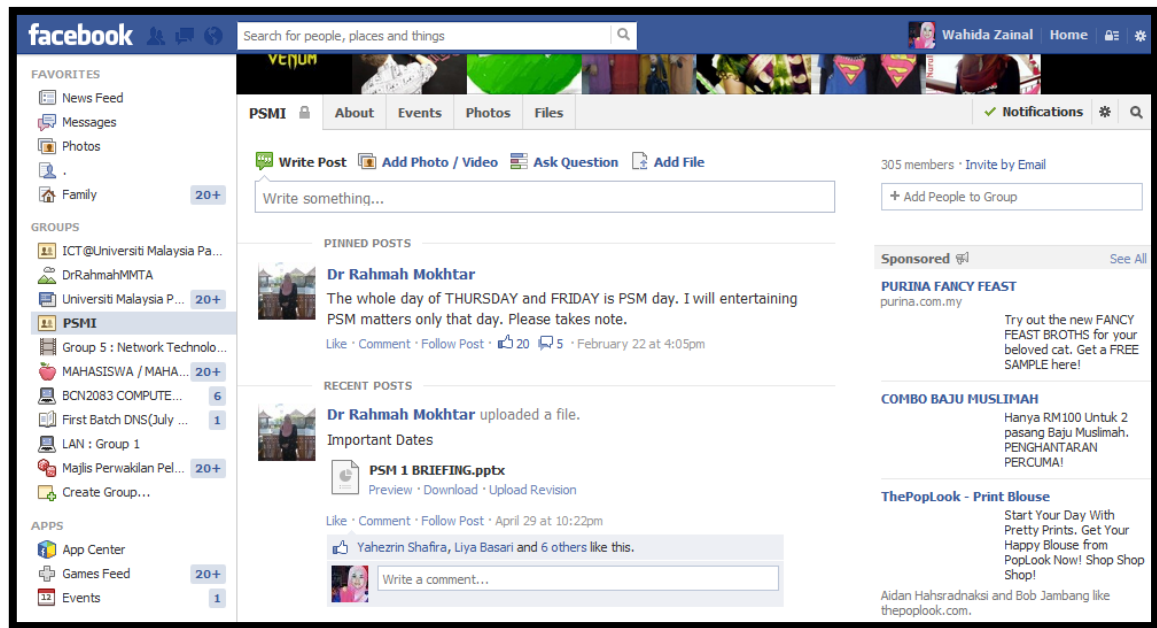 facebook
Search for people, places and things
Wahida Zainal
Home
VENUM
FAVORITES
News Feed
Messages
Photos
.
Family 20+
GROUPS
ICT@Universiti Malaysia Pa...
DrRahmahMMTA
Universiti Malaysia P... 20+
PSMI
Group 5 : Network Technolo...
MAHASISWA / MAHA... 20+
BCN2083 COMPUTE... 6
First Batch DNS(July ... 1
LAN : Group 1
Majlis Perwakilan Pel... 20+
Create Group...
APPS
App Center
Games Feed 20+
Events 1
PSMI About Events Photos Files
Notifications
Write Post Add Photo / Video Ask Question Add File
Write something...
PINNED POSTS
Dr Rahmah Mokhtar
The whole day of THURSDAY and FRIDAY is PSM day. I will entertaining
PSM matters only that day. Please takes note.
Like · Comment · Follow Post · 20 5 · February 22 at 4:05pm
RECENT POSTS
Dr Rahmah Mokhtar uploaded a file.
Important Dates
PSM 1 BRIEFING.pptx
Preview · Download · Upload Revision
Like · Comment · Follow Post · April 29 at 10:22pm
Yahezrin Shafira, Liya Basari and 6 others like this.
Write a comment...
305 members · Invite by Email
+ Add People to Group
Sponsored See All
PURINA FANCY FEAST
purina.com.my
Try out the new FANCY
FEAST BROTHS for your
beloved cat. Get a FREE
SAMPLE here!
COMBO BAJU MUSLIMAH
Hanya RM100 Untuk 2
pasang Baju Muslimah.
PENGHANTARAN
PERCUMA!
ThePopLook - Print Blouse
Start Your Day With
Pretty Prints. Get Your
Happy Blouse from
PopLook Now! Shop Shop
Shop!
Aidan Hahsradnaksi and Bob Jambang like
thepoplook.com.